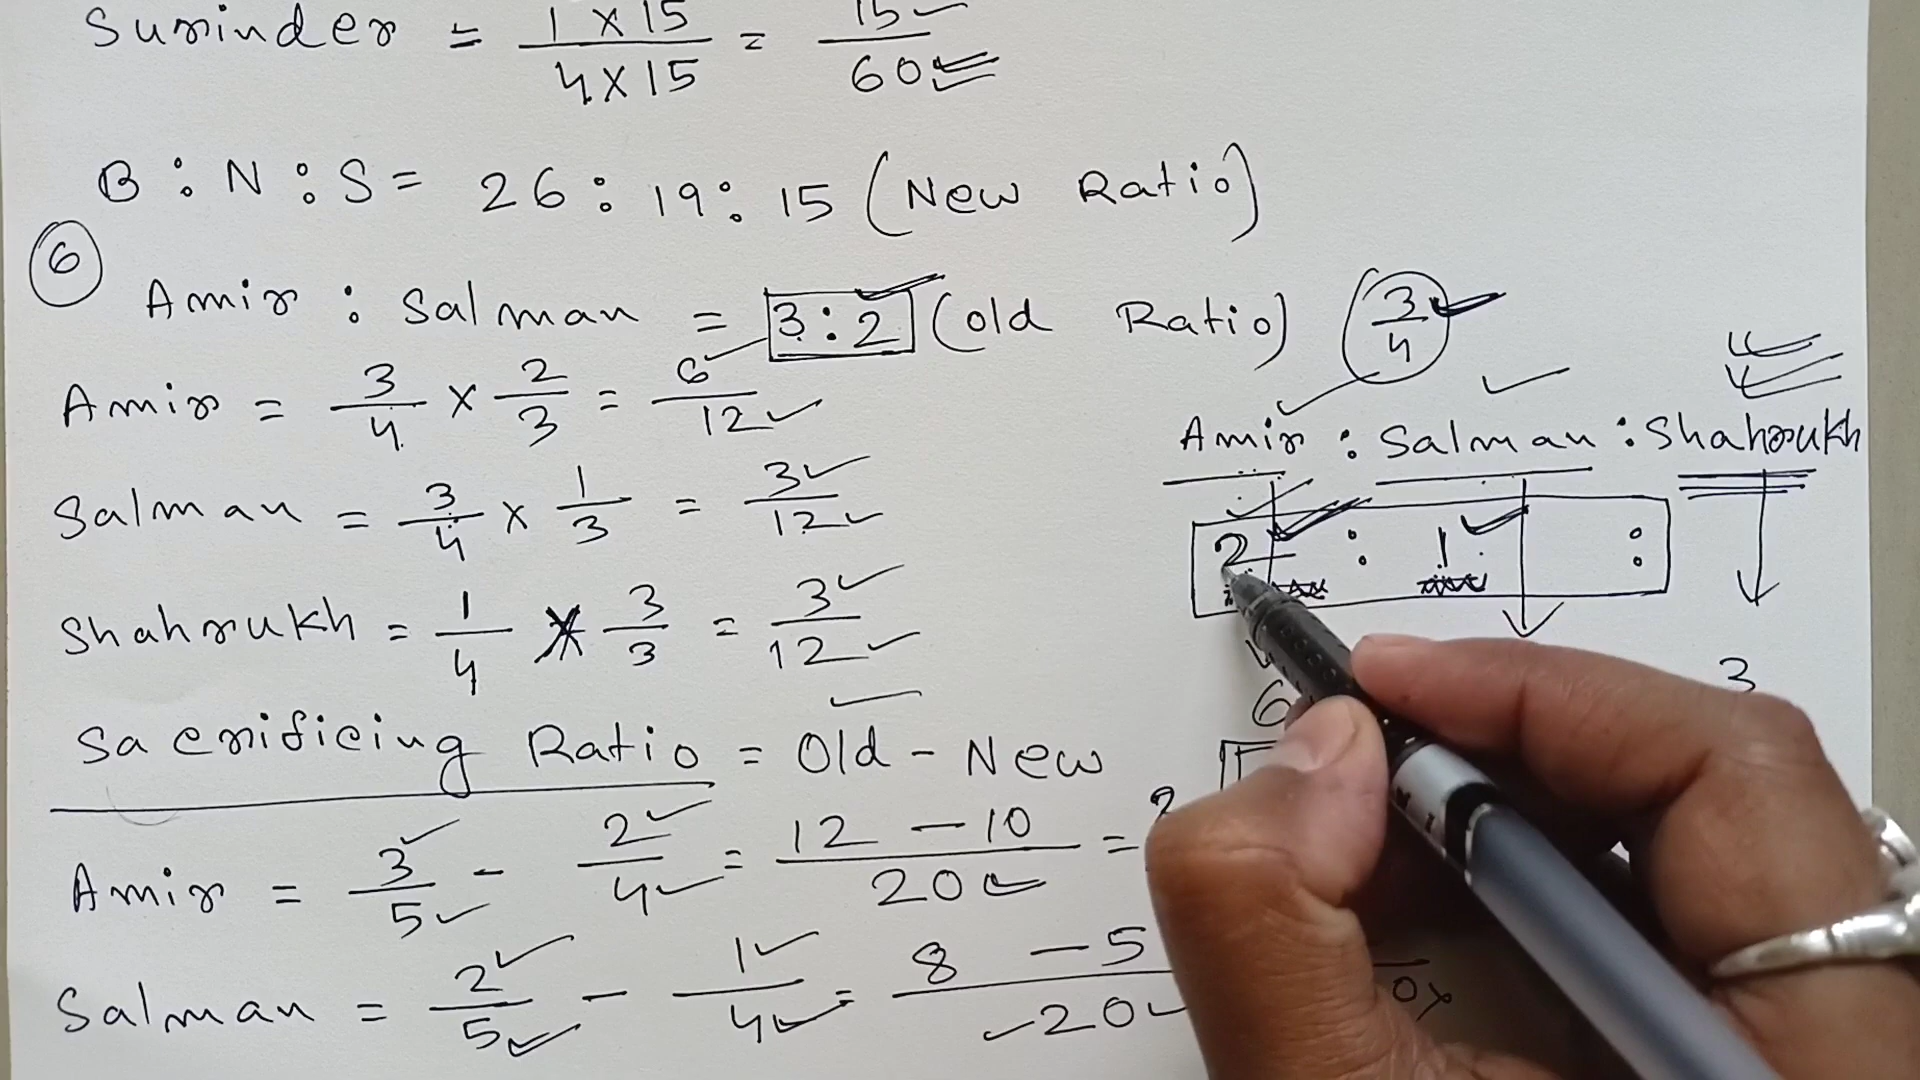 Surinder = 1 x 15 / 4 x 15 = 15 / 60
B : N : S = 26 : 19 : 15 (New Ratio)
6
Amir : Salman = 3 : 2 (Old Ratio) 3/4
Amir = 3/4 x 2/3 = 6/12
Amir : Salman : Shahrukh
Salman = 3/4 x 1/3 = 3/12
2 : 1 :
Shahrukh = 1/4 x 3/3 = 3/12
6 3
Sacrificing Ratio = Old - New
Amir = 3/5 - 2/4 = 12 - 10 / 20 = 2
Salman = 2/5 - 1/4 = 8 - 5 / 20